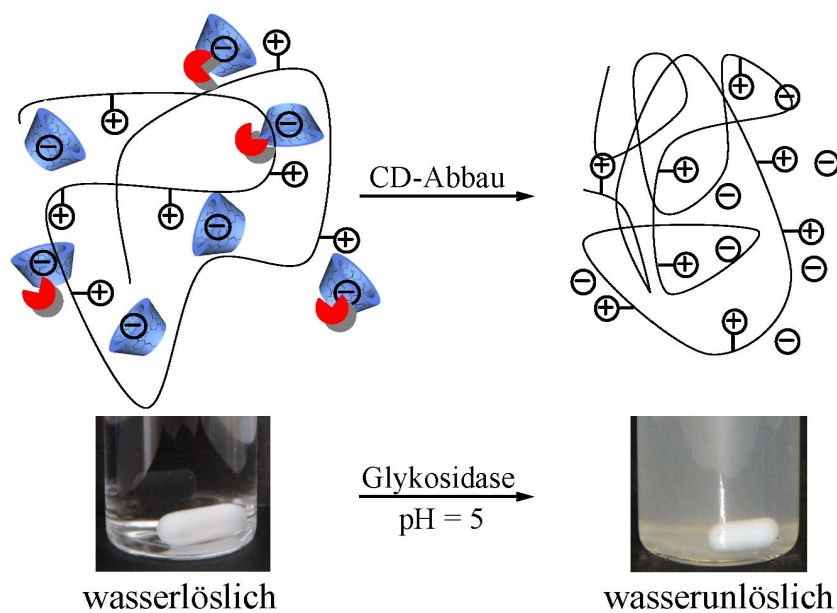 CD-Abbau
Glykosidase
pH = 5
wasserlöslich
wasserunlöslich